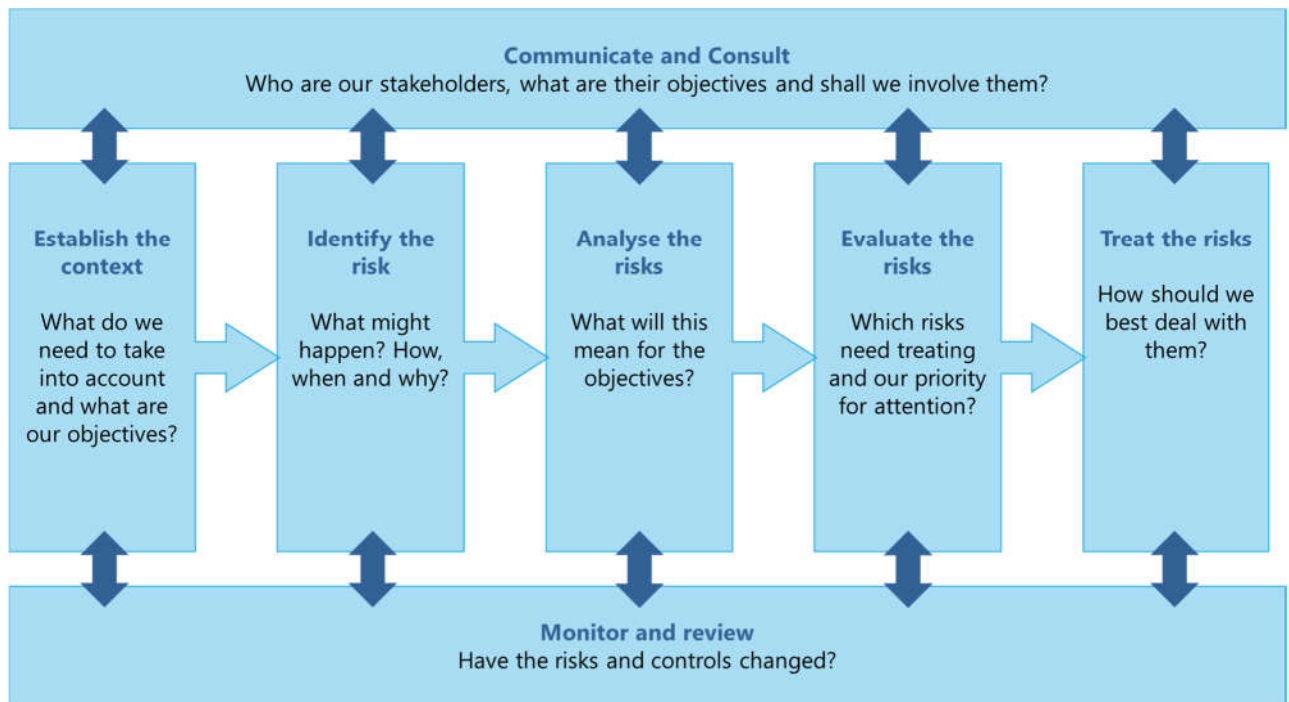 Communicate and Consult
Who are our stakeholders, what are their objectives and shall we involve them?
Establish the
context
What do we
need to take
into account
and what are
our objectives?
Identify the
risk
What might
happen? How,
when and why?
Analyse the
risks
What will this
mean for the
objectives?
Evaluate the
risks
Which risks
need treating
and our priority
for attention?
Treat the risks
How should we
best deal with
them?
Monitor and review
Have the risks and controls changed?